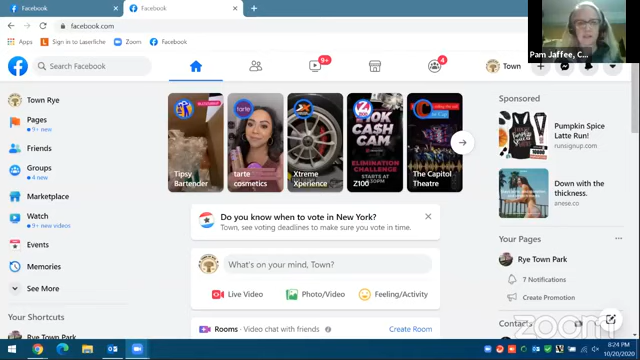 Facebook
Facebook
facebook.com
Apps
Sign in to Laserfiche
Zoom
Facebook
Pam Jaffee, C...
Search Facebook
9+
4
Town
Town Rye
Pages
9+ new
Friends
Groups
4 new
Marketplace
Watch
9+ new videos
Events
Memories
See More
Your Shortcuts
Rye Town Park
Tipsy
Bartender
tarte
tarte
cosmetics
Xtreme
Xperience
Z100
CA$H
CAM
ELIMINATION
CHALLENGE
Z100
The Capitol
Theatre
Do you know when to vote in New York?
Town, see voting deadlines to make sure you vote in time.
What's on your mind, Town?
Live Video
Photo/Video
Feeling/Activity
Rooms · Video chat with friends
Create Room
Sponsored
Pumpkin Spice
Latte Run!
runsignup.com
Down with the
thickness.
anese.co
Your Pages
Rye Town Park
7 Notifications
Create Promotion
Contacts
zoom
8:24 PM
10/20/2020